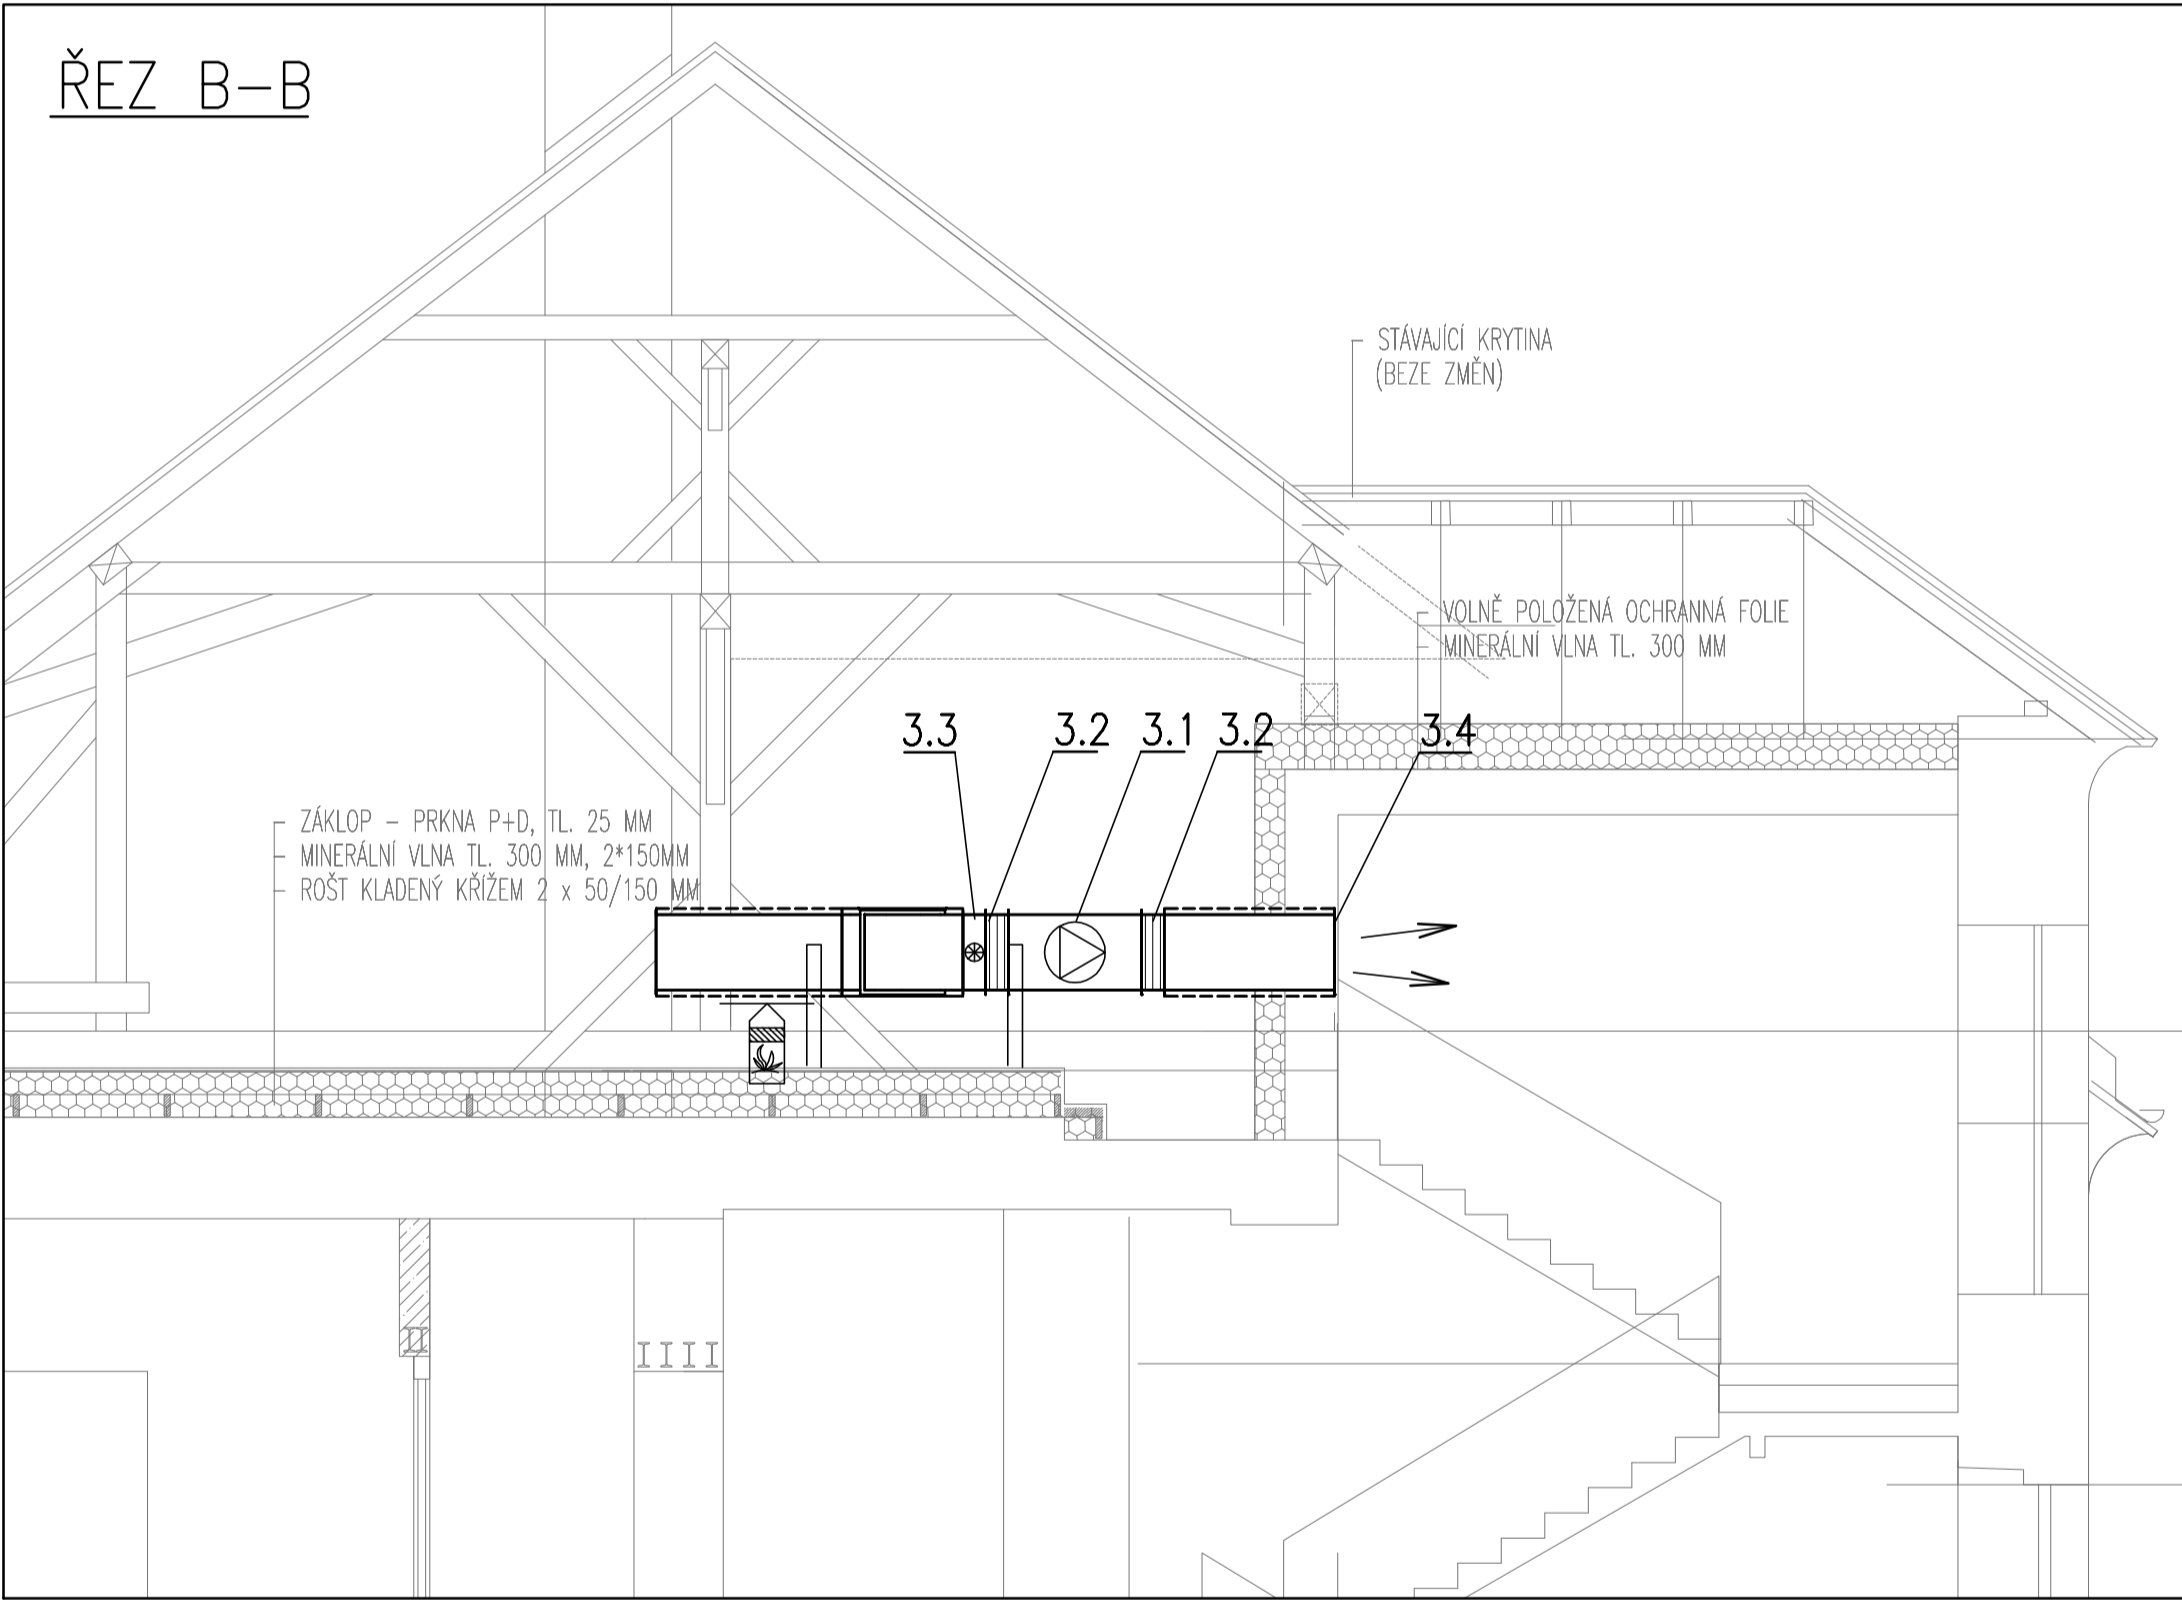 ŘEZ B-B
STÁVAJÍCÍ KRYTINA
(BEZE ZMĚN)
VOLNĚ POLOŽENÁ OCHRANNÁ FOLIE
MINERÁLNÍ VLNA TL. 300 MM
3.3 3.2 3.1 3.2 3.4
ZÁKLOP - PRKNA P+D, TL. 25 MM
MINERÁLNÍ VLNA TL. 300 MM, 2*150MM
ROŠT KLADENÝ KŘÍŽEM 2 x 50/150 MM